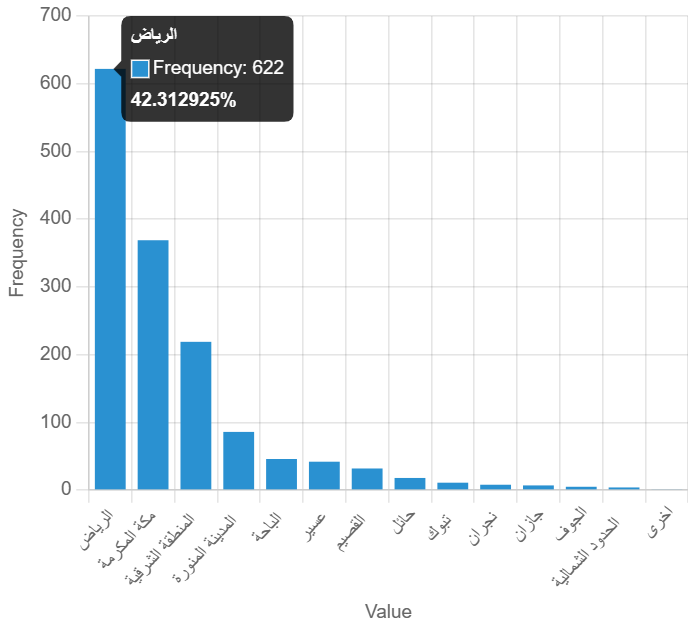 700
الرياض
Frequency: 622
42.312925%
600
500
400
300
200
100
0
Frequency
الرياض
مكة المكرمة
المنطقة الشرقية
المدينة المنورة
الباحة
عسير
القصيم
حائل
تبوك
نجران
جازان
الجوف
الحدود الشمالية
اخرى
Value